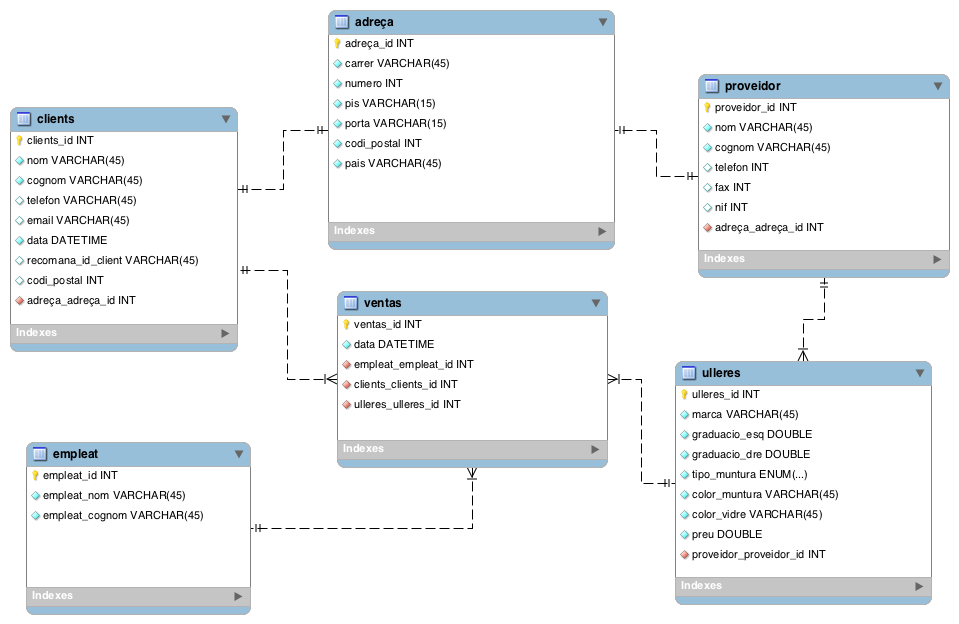 adreça
adreça_id INT
carrer VARCHAR(45)
numero INT
pis VARCHAR(15)
porta VARCHAR(15)
codi_postal INT
pais VARCHAR(45)
Indexes
proveidor
proveidor_id INT
nom VARCHAR(45)
cognom VARCHAR(45)
telefon INT
fax INT
nif INT
adreça_adreça_id INT
Indexes
clients
clients_id INT
nom VARCHAR(45)
cognom VARCHAR(45)
telefon VARCHAR(45)
email VARCHAR(45)
data DATETIME
recomana_id_client VARCHAR(45)
codi_postal INT
adreça_adreça_id INT
Indexes
ventas
ventas_id INT
data DATETIME
empleat_empleat_id INT
clients_clients_id INT
ulleres_ulleres_id INT
Indexes
ulleres
ulleres_id INT
marca VARCHAR(45)
graduacio_esq DOUBLE
graduacio_dre DOUBLE
tipo_muntura ENUM(...)
color_muntura VARCHAR(45)
color_vidre VARCHAR(45)
preu DOUBLE
proveidor_proveidor_id INT
Indexes
empleat
empleat_id INT
empleat_nom VARCHAR(45)
empleat_cognom VARCHAR(45)
Indexes